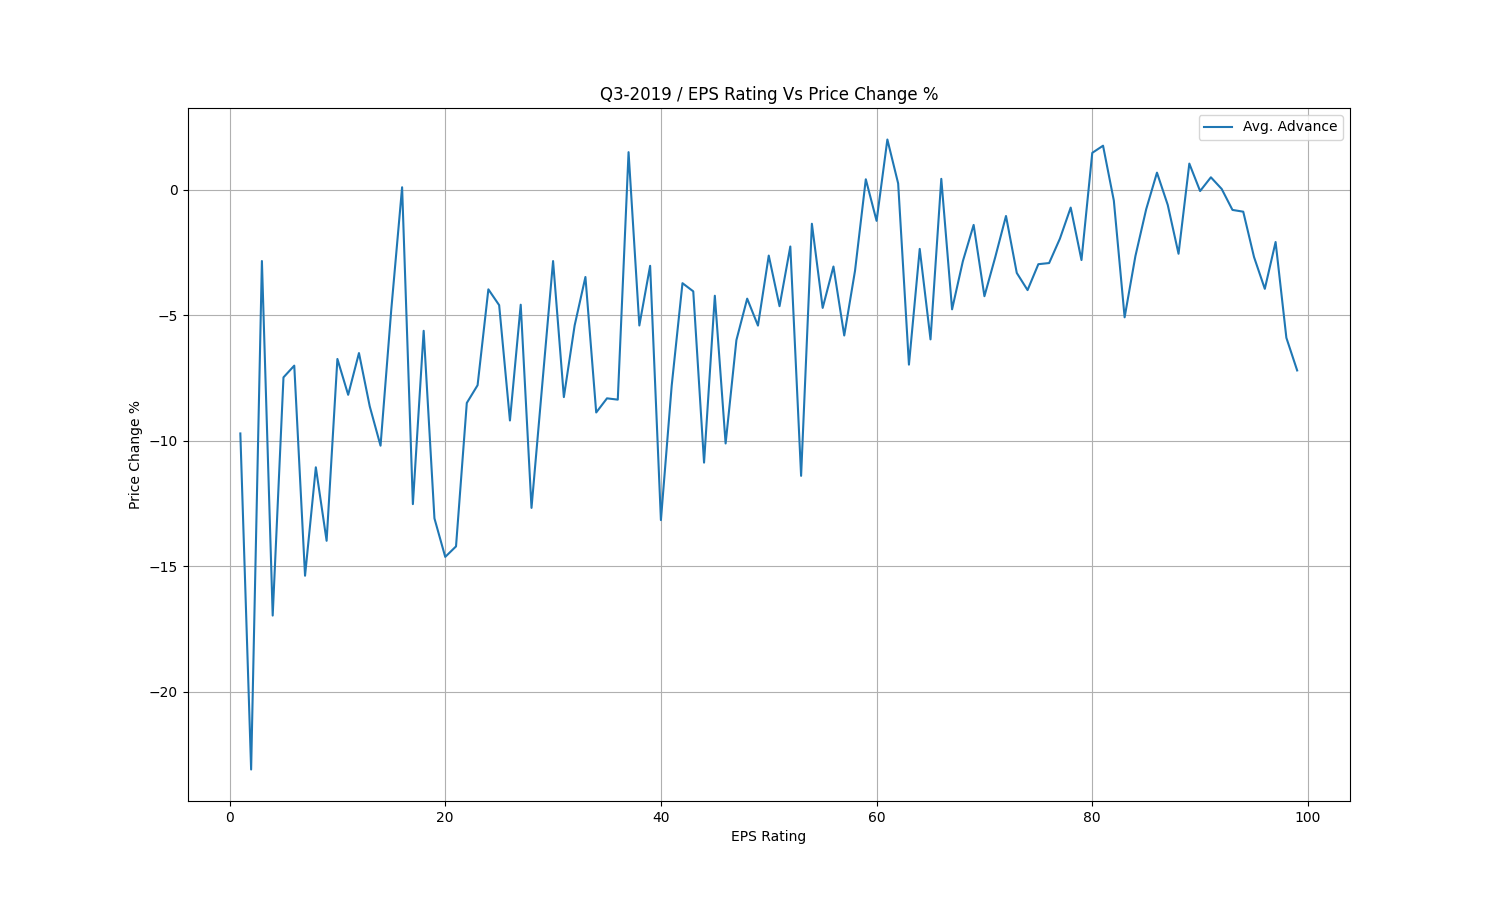 Q3-2019 / EPS Rating Vs Price Change %
Avg. Advance
0
−5
−10
−15
−20
Price Change %
0 20 40 60 80 100
EPS Rating